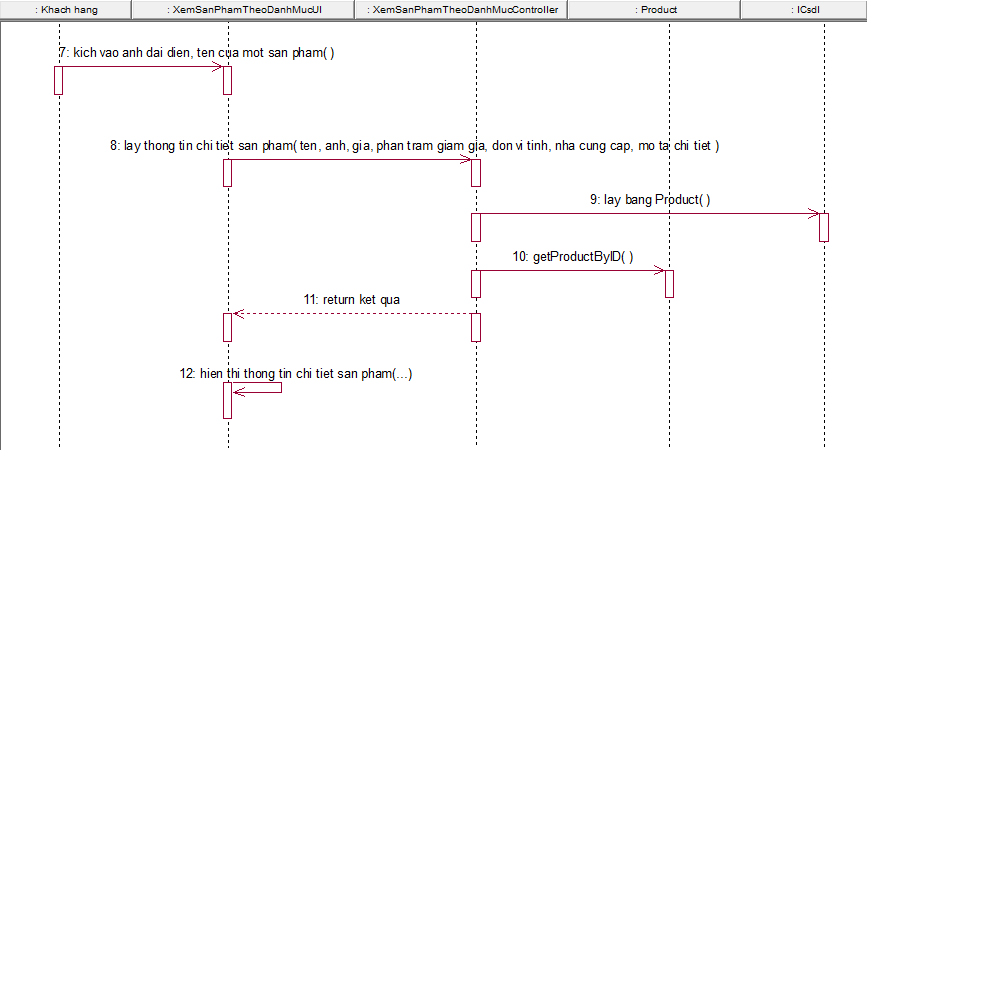 : Khach hang
: XemSanPhamTheoDanhMucUI
: XemSanPhamTheoDanhMucController
: Product
: ICsdl
7: kich vao anh dai dien, ten cua mot san pham( )
8: lay thong tin chi tiet san pham( ten, anh, gia, phan tram giam gia, don vi tinh, nha cung cap, mo ta chi tiet )
9: lay bang Product( )
10: getProductByID( )
11: return ket qua
12: hien thi thong tin chi tiet san pham(...)